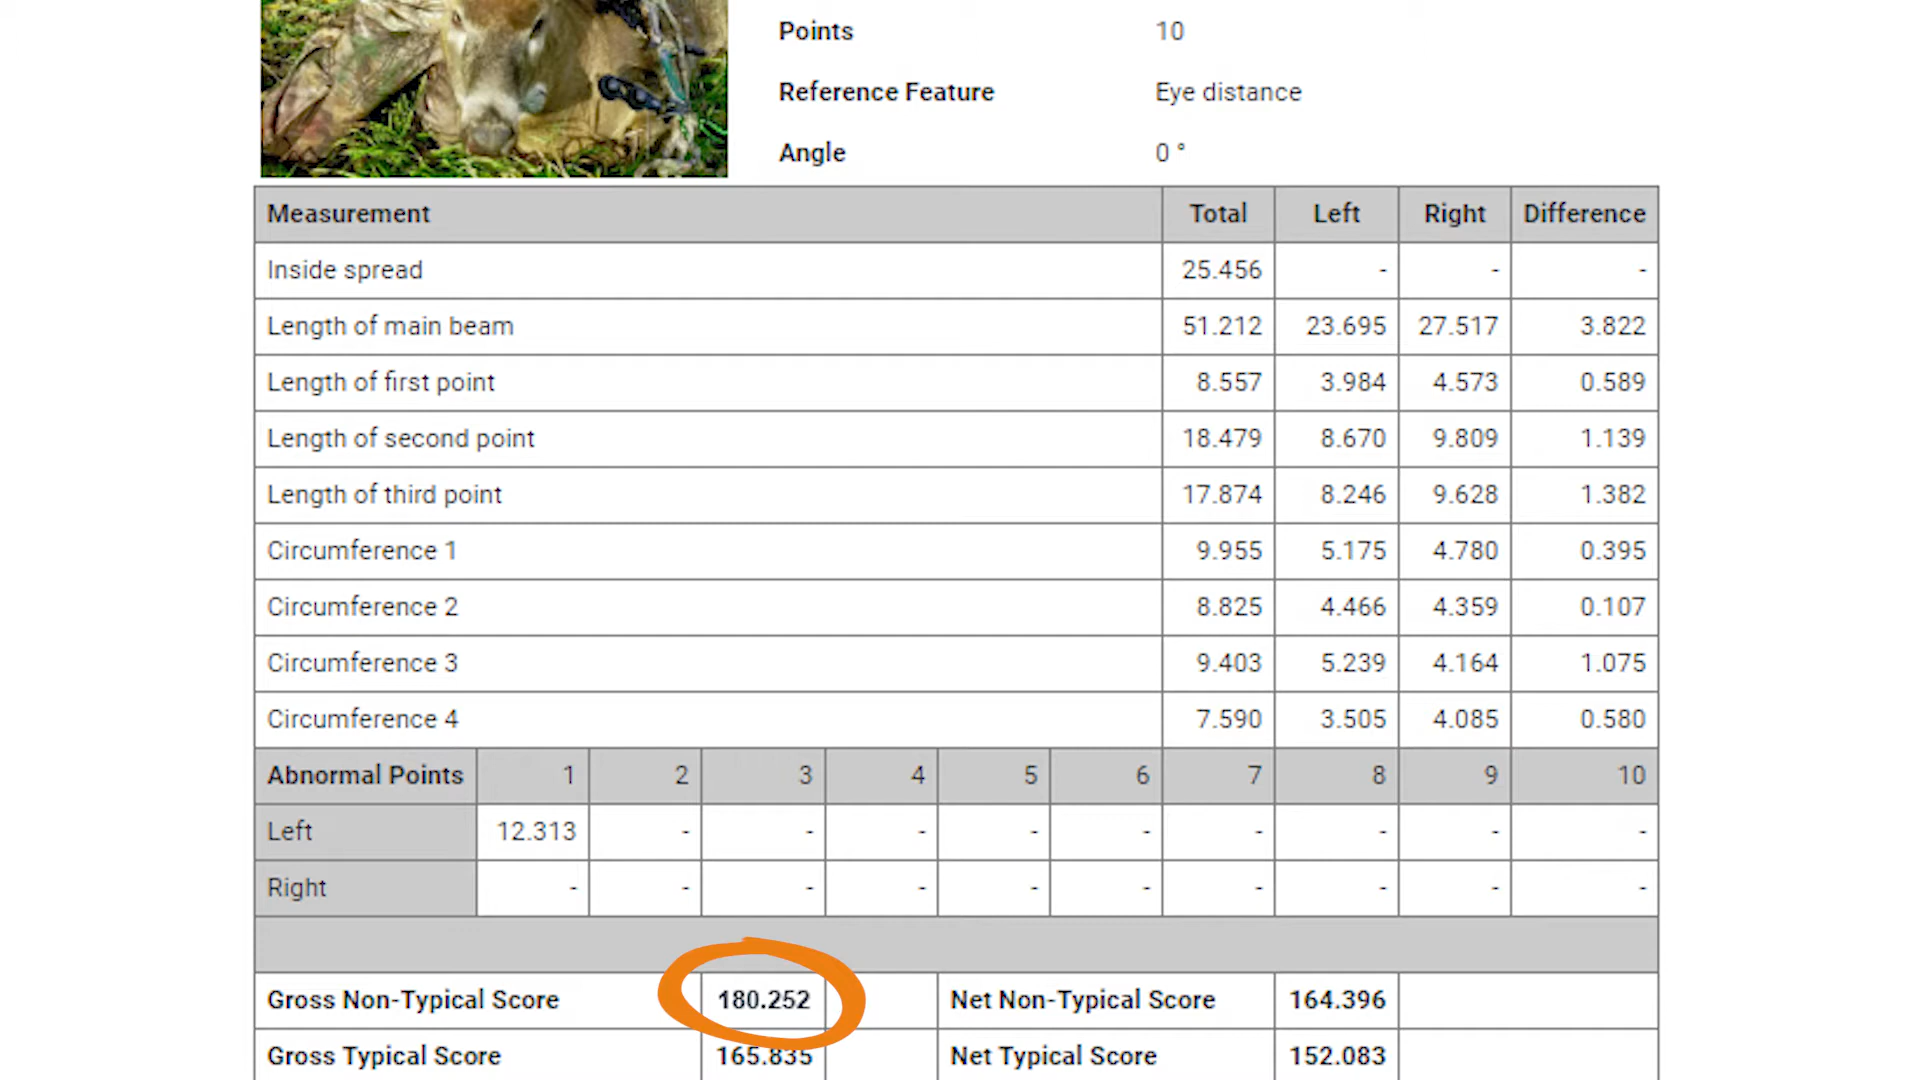 Points 10
Reference Feature Eye distance
Angle 0 °
Measurement Total Left Right Difference
Inside spread 25.456 - - -
Length of main beam 51.212 23.695 27.517 3.822
Length of first point 8.557 3.984 4.573 0.589
Length of second point 18.479 8.670 9.809 1.139
Length of third point 17.874 8.246 9.628 1.382
Circumference 1 9.955 5.175 4.780 0.395
Circumference 2 8.825 4.466 4.359 0.107
Circumference 3 9.403 5.239 4.164 1.075
Circumference 4 7.590 3.505 4.085 0.580
Abnormal Points 1 2 3 4 5 6 7 8 9 10
Left 12.313 - - - - - - - - -
Right - - - - - - - - - -
Gross Non-Typical Score 180.252 Net Non-Typical Score 164.396
Gross Typical Score 165.835 Net Typical Score 152.083